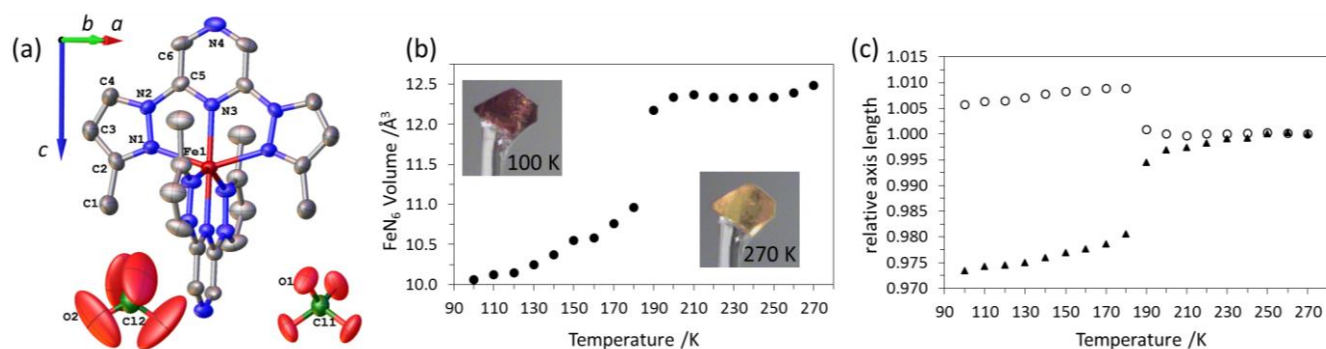 (a)
b
a
c
N4
C6
C5
C4
N2
N3
C3
N1
Fe1
C2
C1
O1
O2
Cl2
Cl1
(b)
FeN6 Volume /Å3
12.5
12.0
11.5
11.0
10.5
10.0
100 K
270 K
90 110 130 150 170 190 210 230 250 270
Temperature /K
(c)
relative axis length
1.015
1.010
1.005
1.000
0.995
0.990
0.985
0.980
0.975
0.970
90 110 130 150 170 190 210 230 250 270
Temperature /K